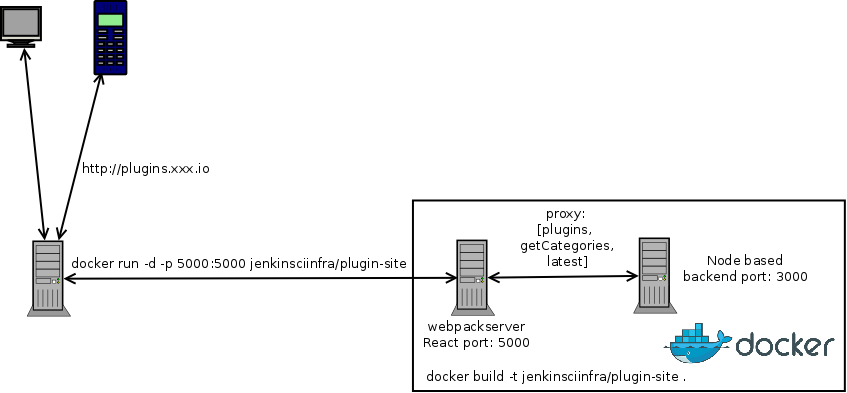 http://plugins.xxx.io
docker run -d -p 5000:5000 jenkinsciinfra/plugin-site
proxy:
[plugins,
getCategories,
latest]
Node based
backend port: 3000
webpackserver
React port: 5000
docker
docker build -t jenkinsciinfra/plugin-site .